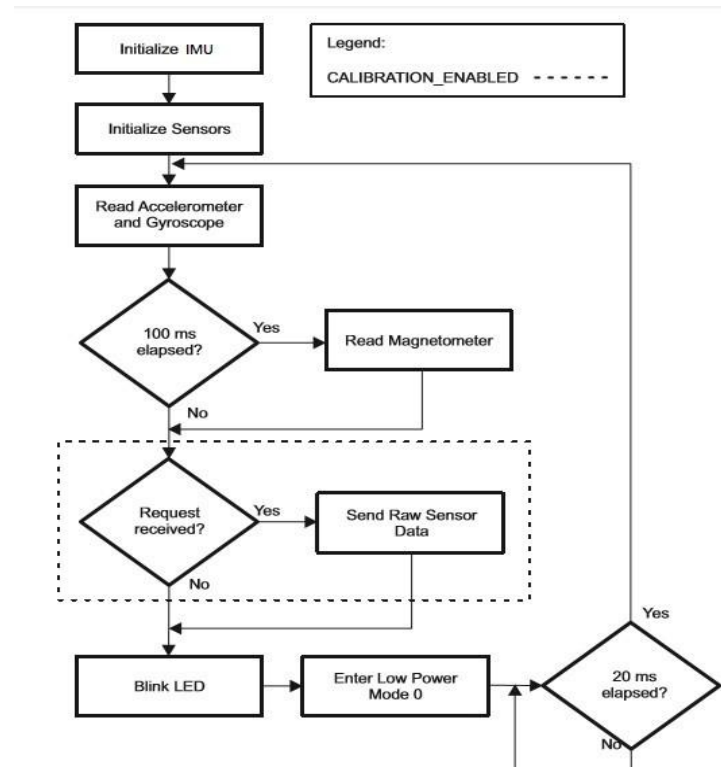 Initialize IMU
Legend:
CALIBRATION_ENABLED
Initialize Sensors
Read Accelerometer
and Gyroscope
100 ms
elapsed?
Yes
Read Magnetometer
No
Request
received?
Yes
Send Raw Sensor
Data
No
Blink LED
Enter Low Power
Mode 0
20 ms
elapsed?
Yes
No